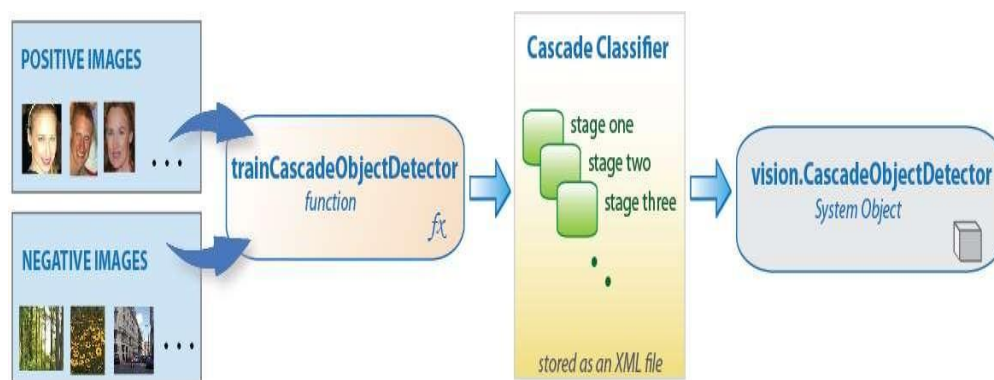 POSITIVE IMAGES
. . .
NEGATIVE IMAGES
. . .
trainCascadeObjectDetector
function
fx
Cascade Classifier
stage one
stage two
stage three
stored as an XML file
vision.CascadeObjectDetector
System Object